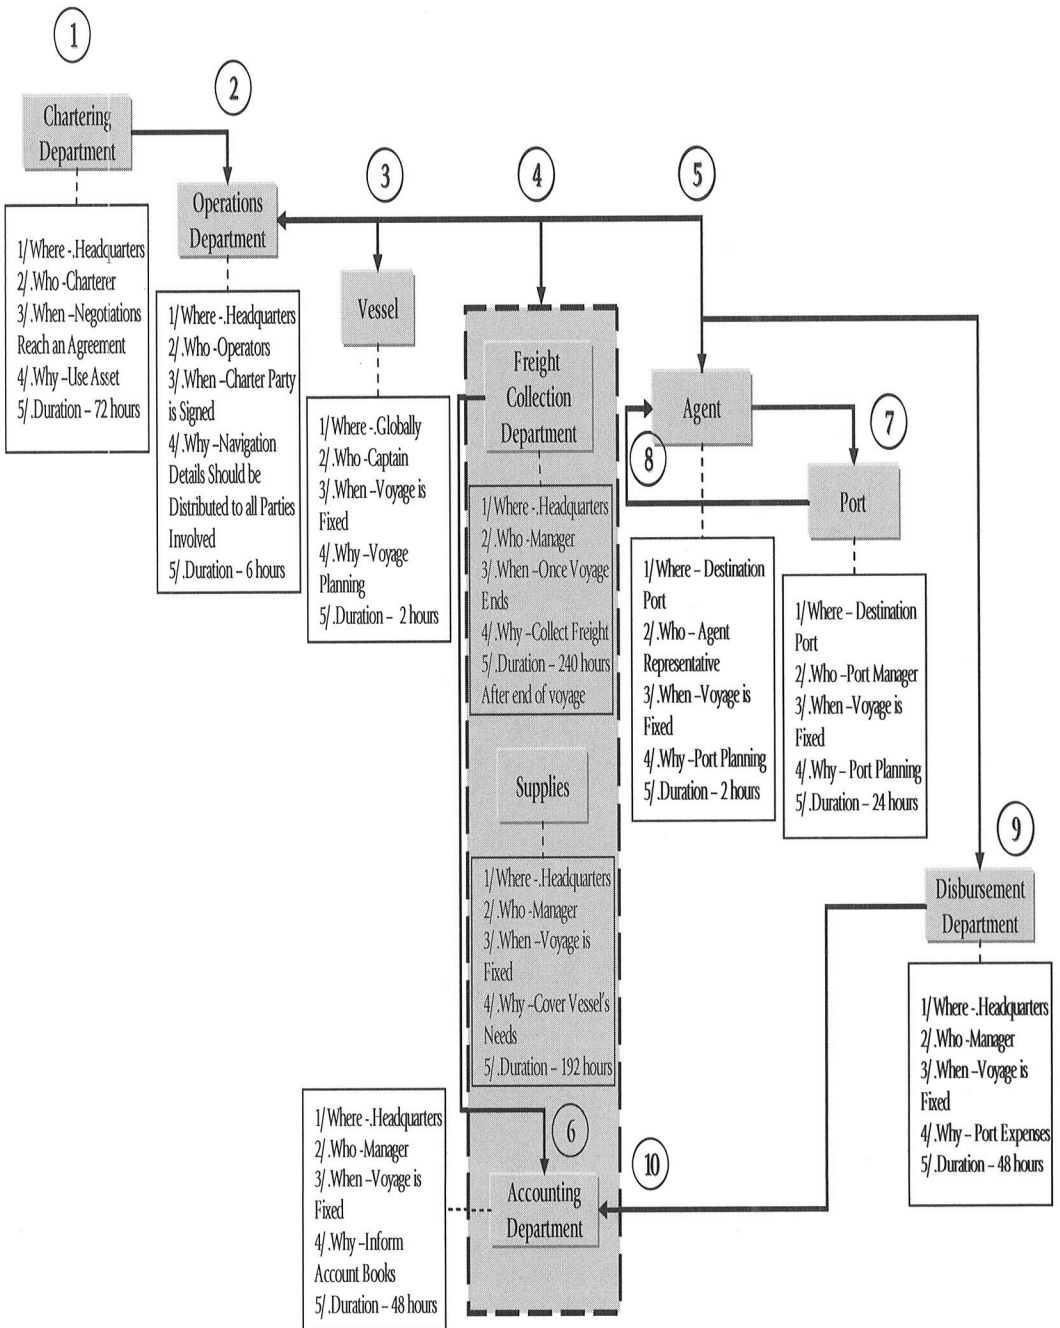 1
Chartering
Department
1/ Where -.Headquarters
2/ .Who -Charterer
3/ .When –Negotiations
Reach an Agreement
4/ .Why –Use Asset
5/ .Duration – 72 hours
2
Operations
Department
1/ Where -.Headquarters
2/ .Who -Operators
3/ .When –Charter Party
is Signed
4/ .Why –Navigation
Details Should be
Distributed to all Parties
Involved
5/ .Duration – 6 hours
3
Vessel
1/ Where -.Globally
2/ .Who -Captain
3/ .When –Voyage is
Fixed
4/ .Why –Voyage
Planning
5/ .Duration – 2 hours
4
Freight
Collection
Department
1/ Where -.Headquarters
2/ .Who -Manager
3/ .When –Once Voyage
Ends
4/ .Why –Collect Freight
5/ .Duration – 240 hours
After end of voyage
Supplies
1/ Where -.Headquarters
2/ .Who -Manager
3/ .When –Voyage is
Fixed
4/ .Why –Cover Vessel's
Needs
5/ .Duration – 192 hours
5
Agent
1/ Where – Destination
Port
2/ .Who – Agent
Representative
3/ .When –Voyage is
Fixed
4/ .Why –Port Planning
5/ .Duration – 2 hours
6
Accounting
Department
1/ Where -.Headquarters
2/ .Who -Manager
3/ .When –Voyage is
Fixed
4/ .Why –Inform
Account Books
5/ .Duration – 48 hours
7
Port
1/ Where – Destination
Port
2/ .Who –Port Manager
3/ .When –Voyage is
Fixed
4/ .Why –Port Planning
5/ .Duration – 24 hours
8
9
Disbursement
Department
1/ Where -.Headquarters
2/ .Who -Manager
3/ .When –Voyage is
Fixed
4/ .Why – Port Expenses
5/ .Duration – 48 hours
10